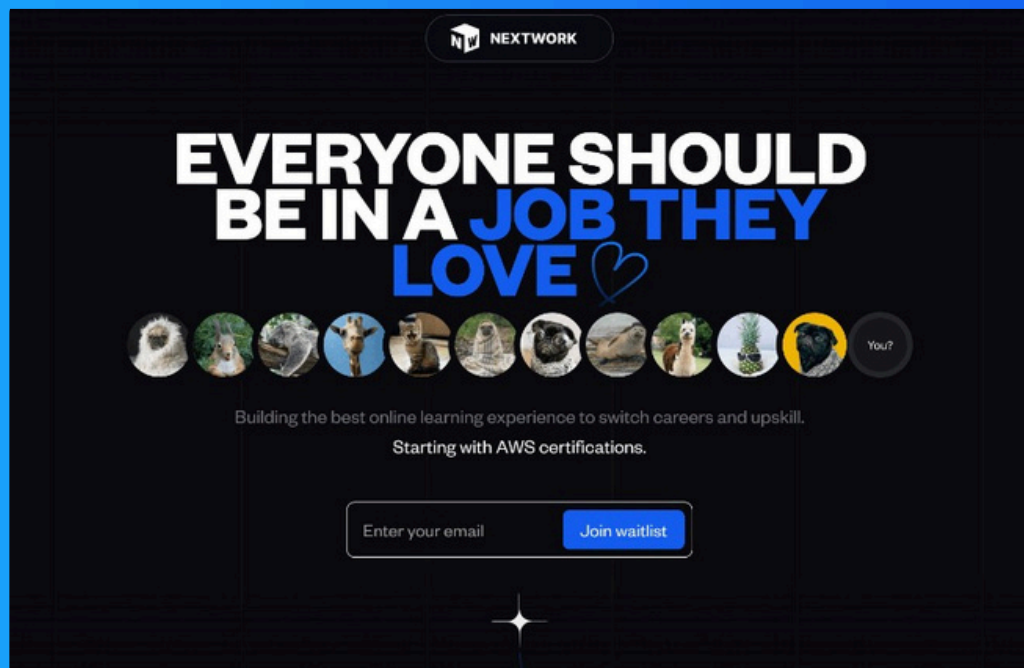 NW NEXTWORK
EVERYONE SHOULD
BE IN A JOB THEY
LOVE
You?
Building the best online learning experience to switch careers and upskill.
Starting with AWS certifications.
Enter your email Join waitlist